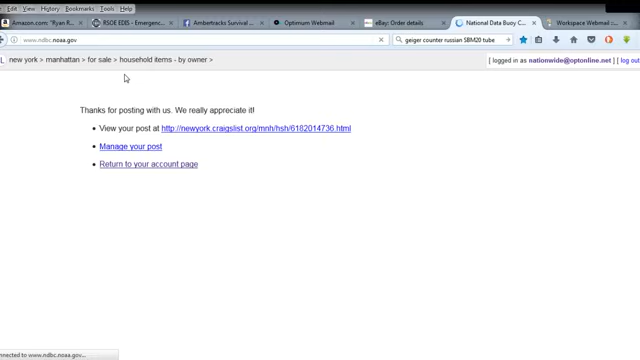 Edit View History Bookmarks Tools Help
Amazon.com: "Ryan R... RSOE EDIS - Emergenc... Ambertracks Survival ... Optimum Webmail eBay: Order details National Data Buoy C... Workspace Webmail ::
www.ndbc.noaa.gov geiger counter russian SBM20 tube
new york > manhattan > for sale > household items - by owner > [ logged in as nationwide@optonline.net ] [ log out
Thanks for posting with us. We really appreciate it!
View your post at http://newyork.craigslist.org/mnh/hsh/6182014736.html
Manage your post
Return to your account page
onnected to www.ndbc.noaa.gov...